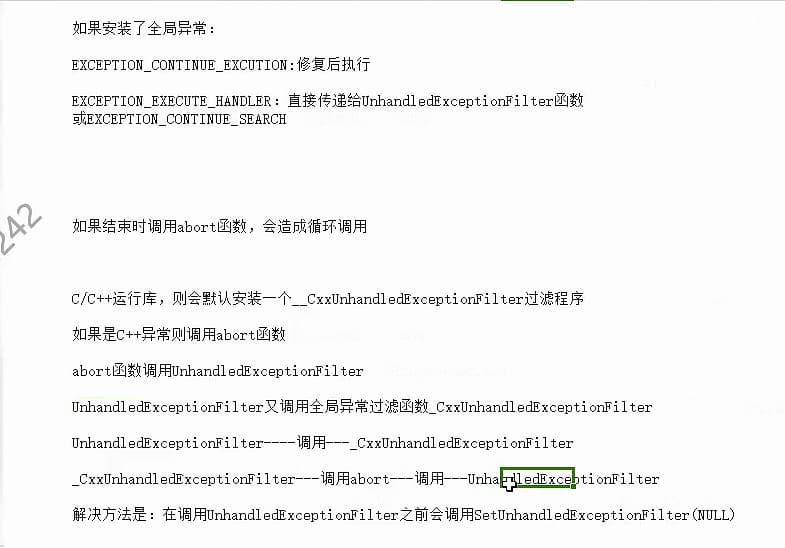 如果安装了全局异常:
EXCEPTION_CONTINUE_EXCUTION:修复后执行
EXCEPTION_EXECUTE_HANDLER: 直接传递给UnhandledExceptionFilter函数
或EXCEPTION_CONTINUE_SEARCH
242
如果结束时调用abort函数, 会造成循环调用
C/C++运行库, 则会默认安装一个__CxxUnhandledExceptionFilter过滤程序
如果是C++异常则调用abort函数
abort函数调用UnhandledExceptionFilter
UnhandledExceptionFilter又调用全局异常过滤函数_CxxUnhandledExceptionFilter
UnhandledExceptionFilter----调用---_CxxUnhandledExceptionFilter
_CxxUnhandledExceptionFilter---调用abort---调用---UnhandledExceptionFilter
解决方法是: 在调用UnhandledExceptionFilter之前会调用SetUnhandledExceptionFilter(NULL)